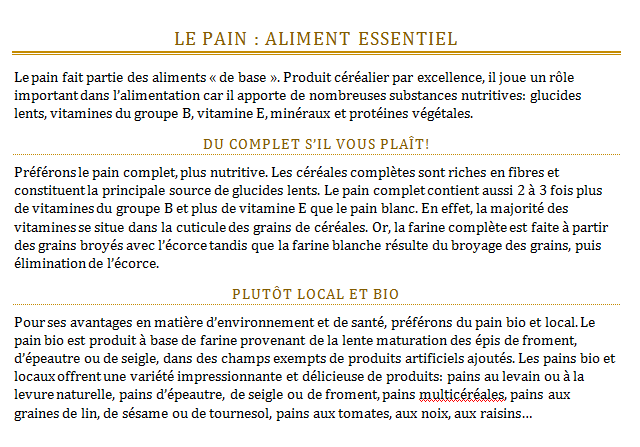 LE PAIN : ALIMENT ESSENTIEL
Le pain fait partie des aliments « de base ». Produit céréalier par excellence, il joue un rôle
important dans l'alimentation car il apporte de nombreuses substances nutritives: glucides
lents, vitamines du groupe B, vitamine E, minéraux et protéines végétales.
DU COMPLET S'IL VOUS PLAÎT!
Préférons le pain complet, plus nutritive. Les céréales complètes sont riches en fibres et
constituent la principale source de glucides lents. Le pain complet contient aussi 2 à 3 fois plus
de vitamines du groupe B et plus de vitamine E que le pain blanc. En effet, la majorité des
vitamines se situe dans la cuticule des grains de céréales. Or, la farine complète est faite à partir
des grains broyés avec l'écorce tandis que la farine blanche résulte du broyage des grains, puis
élimination de l'écorce.
PLUTÔT LOCAL ET BIO
Pour ses avantages en matière d'environnement et de santé, préférons du pain bio et local. Le
pain bio est produit à base de farine provenant de la lente maturation des épis de froment,
d'épeautre ou de seigle, dans des champs exempts de produits artificiels ajoutés. Les pains bio et
locaux offrent une variété impressionnante et délicieuse de produits: pains au levain ou à la
levure naturelle, pains d'épeautre, de seigle ou de froment, pains multicéréales, pains aux
graines de lin, de sésame ou de tournesol, pains aux tomates, aux noix, aux raisins...